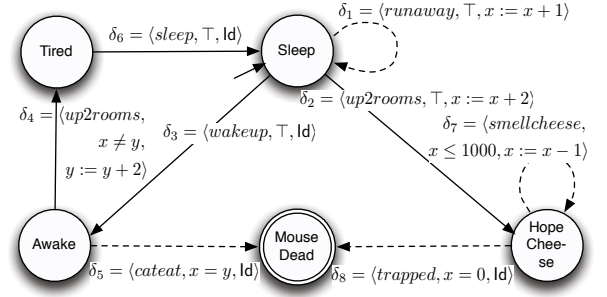 δ₁ = ⟨runaway, ⊤, x := x + 1⟩
δ₆ = ⟨sleep, ⊤, Id⟩
Tired
Sleep
δ₂ = ⟨up2rooms, ⊤, x := x + 2⟩
δ₄ = ⟨up2rooms,
x ≠ y,
y := y + 2⟩
δ₃ = ⟨wakeup, ⊤, Id⟩
δ₇ = ⟨smellcheese,
x ≤ 1000, x := x − 1⟩
Awake
Mouse
Dead
Hope
Chee-
se
δ₅ = ⟨cateat, x = y, Id⟩
δ₈ = ⟨trapped, x = 0, Id⟩